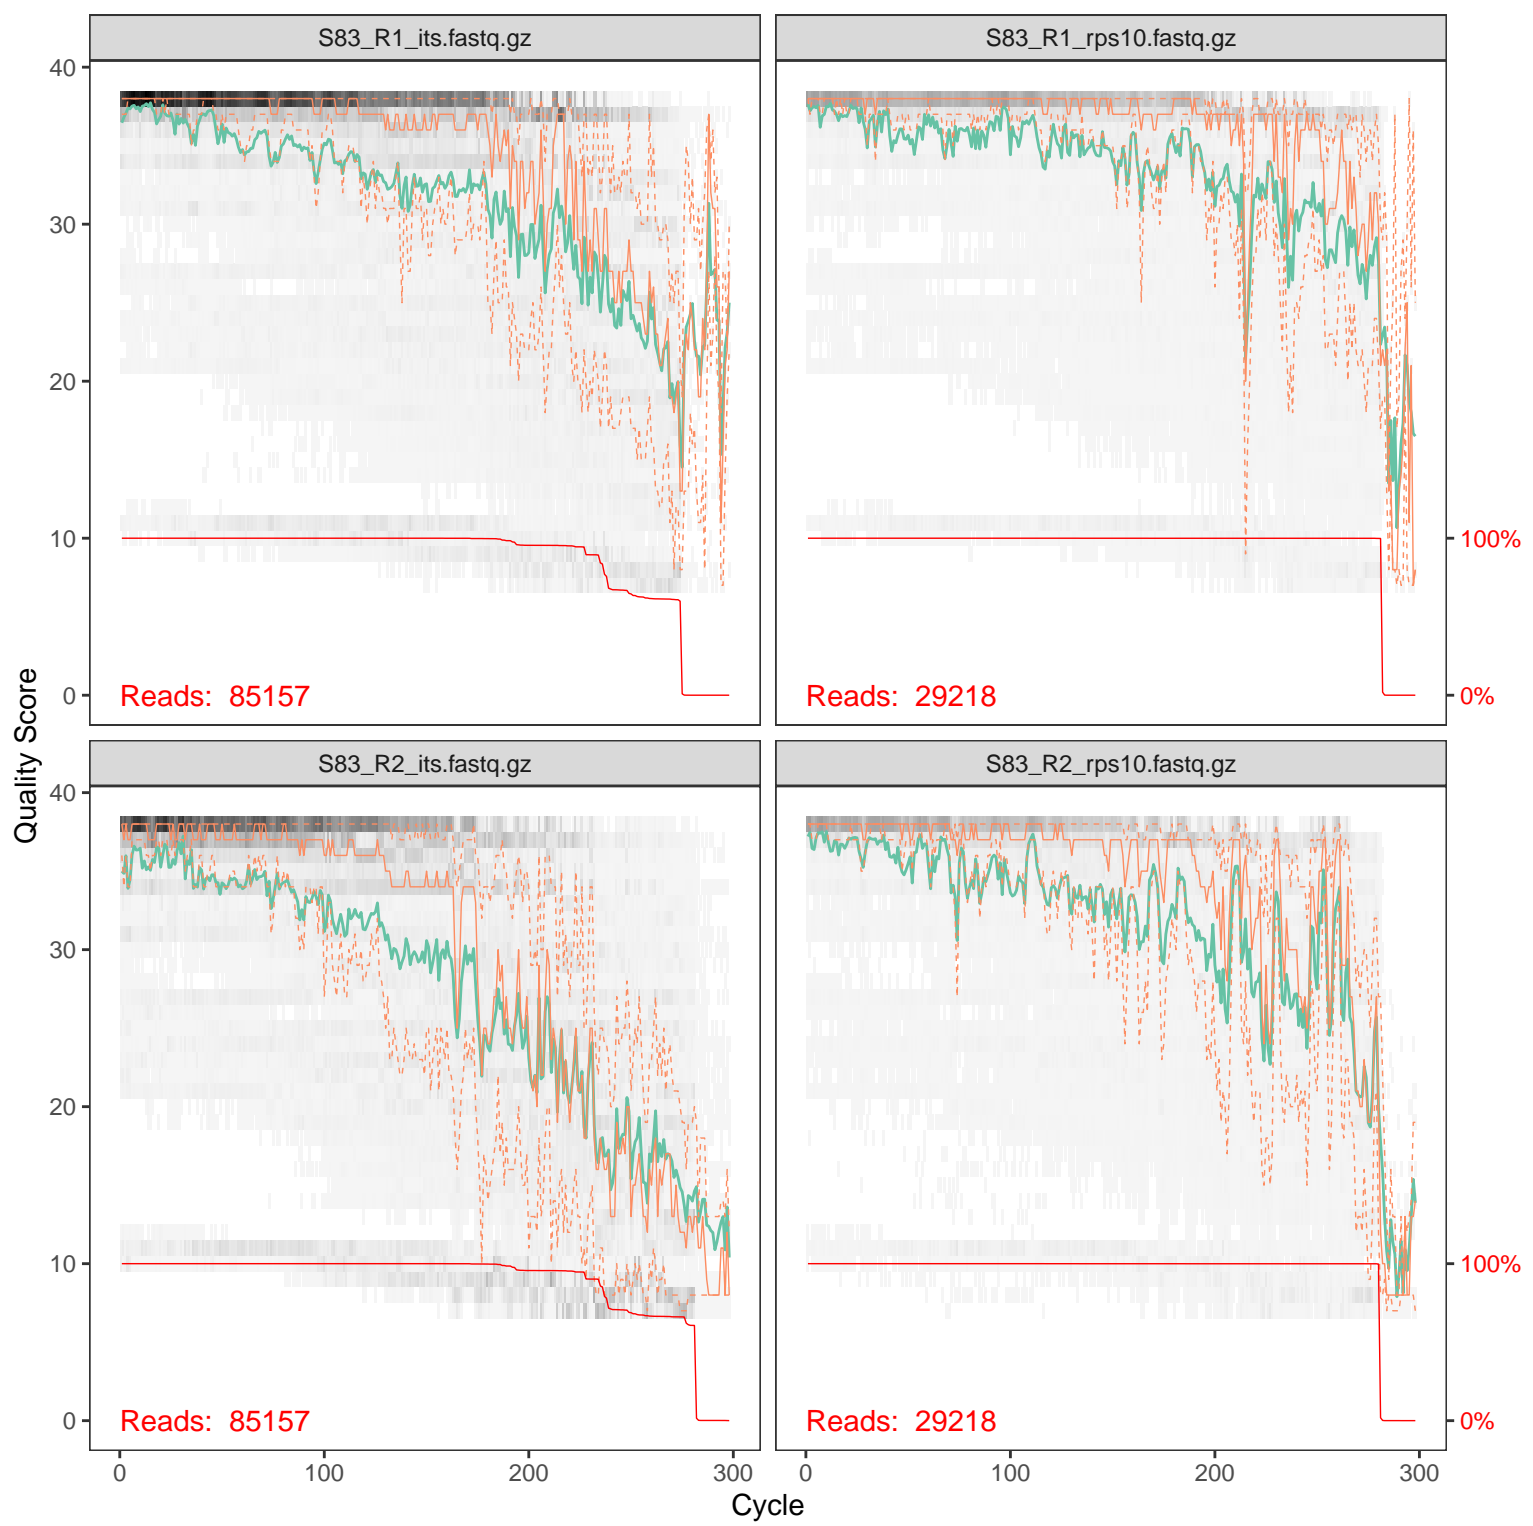 S83_R1_its.fastq.gz
S83_R1_rps10.fastq.gz
40
30
20
10
0
Reads: 85157
Reads: 29218
100%
0%
Quality Score
S83_R2_its.fastq.gz
S83_R2_rps10.fastq.gz
40
30
20
10
0
Reads: 85157
Reads: 29218
100%
0%
0 100 200 300
0 100 200 300
Cycle